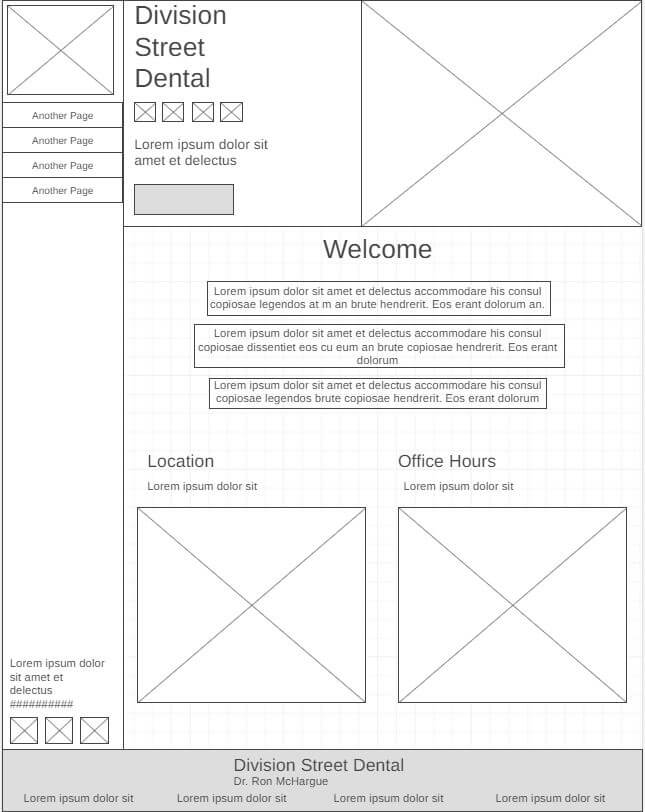 Division
Street
Dental
Another Page
Another Page
Another Page
Another Page
Lorem ipsum dolor sit
amet et delectus
Welcome
Lorem ipsum dolor sit amet et delectus accommodare his consul
copiosae legendos at m an brute hendrerit. Eos erant dolorum an.
Lorem ipsum dolor sit amet et delectus accommodare his consul
copiosae dissentiet eos cu eum an brute copiosae hendrerit. Eos erant
dolorum
Lorem ipsum dolor sit amet et delectus accommodare his consul
copiosae legendos brute copiosae hendrerit. Eos erant dolorum
Location
Lorem ipsum dolor sit
Office Hours
Lorem ipsum dolor sit
Lorem ipsum dolor
sit amet et
delectus
##########
Division Street Dental
Dr. Ron McHargue
Lorem ipsum dolor sit
Lorem ipsum dolor sit
Lorem ipsum dolor sit
Lorem ipsum dolor sit